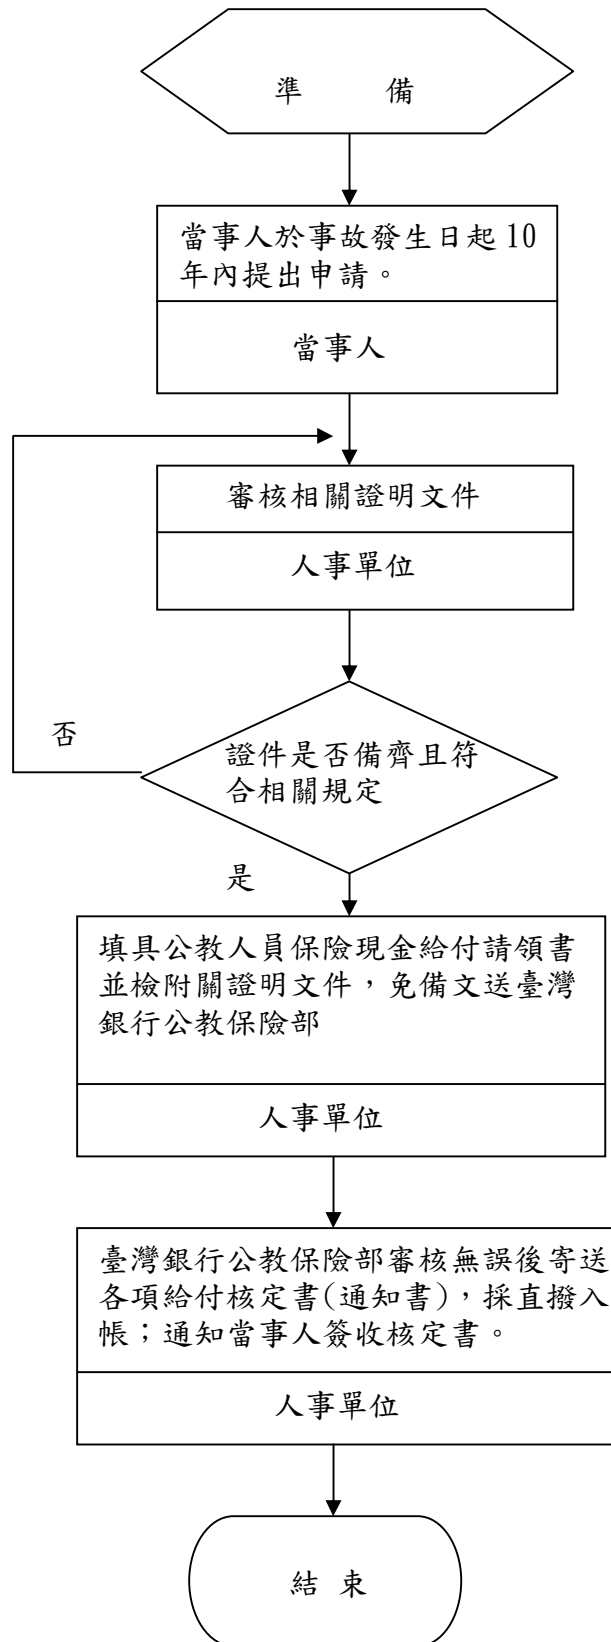 準 備
當事人於事故發生日起 10
年內提出申請。
當事人
審核相關證明文件
人事單位
否
證件是否備齊且符
合相關規定
是
填具公教人員保險現金給付請領書
並檢附關證明文件，免備文送臺灣
銀行公教保險部
人事單位
臺灣銀行公教保險部審核無誤後寄送
各項給付核定書(通知書)，採直撥入
帳；通知當事人簽收核定書。
人事單位
結 束